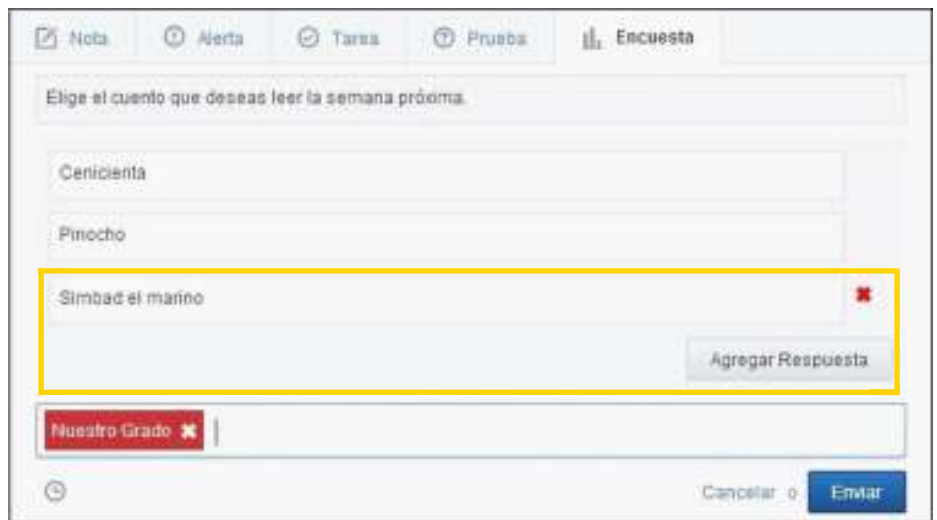 Nota Alerta Tarea Prueba Encuesta
Elige el cuento que deseas leer la semana próxima.
Cenicienta
Pinocho
Simbad el marino
Agregar Respuesta
Nuestro Grado
Cancelar o Enviar